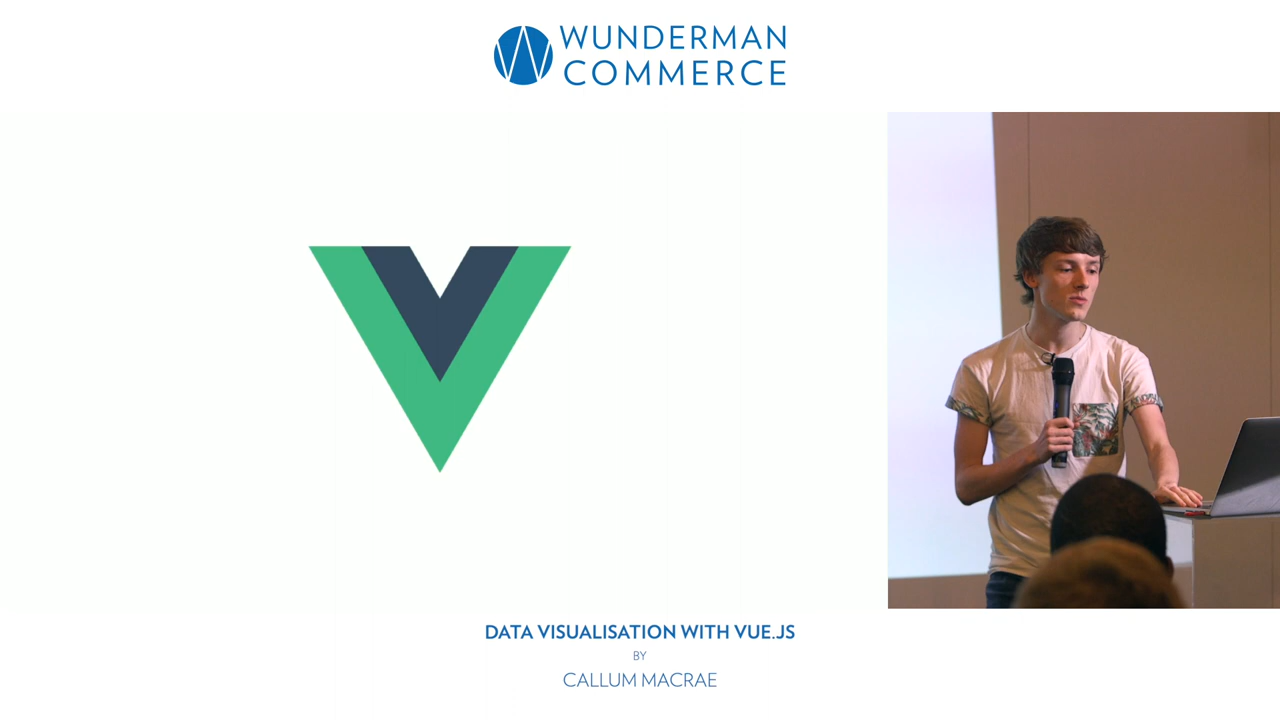 WUNDERMAN
COMMERCE
DATA VISUALISATION WITH VUE.JS
BY
CALLUM MACRAE